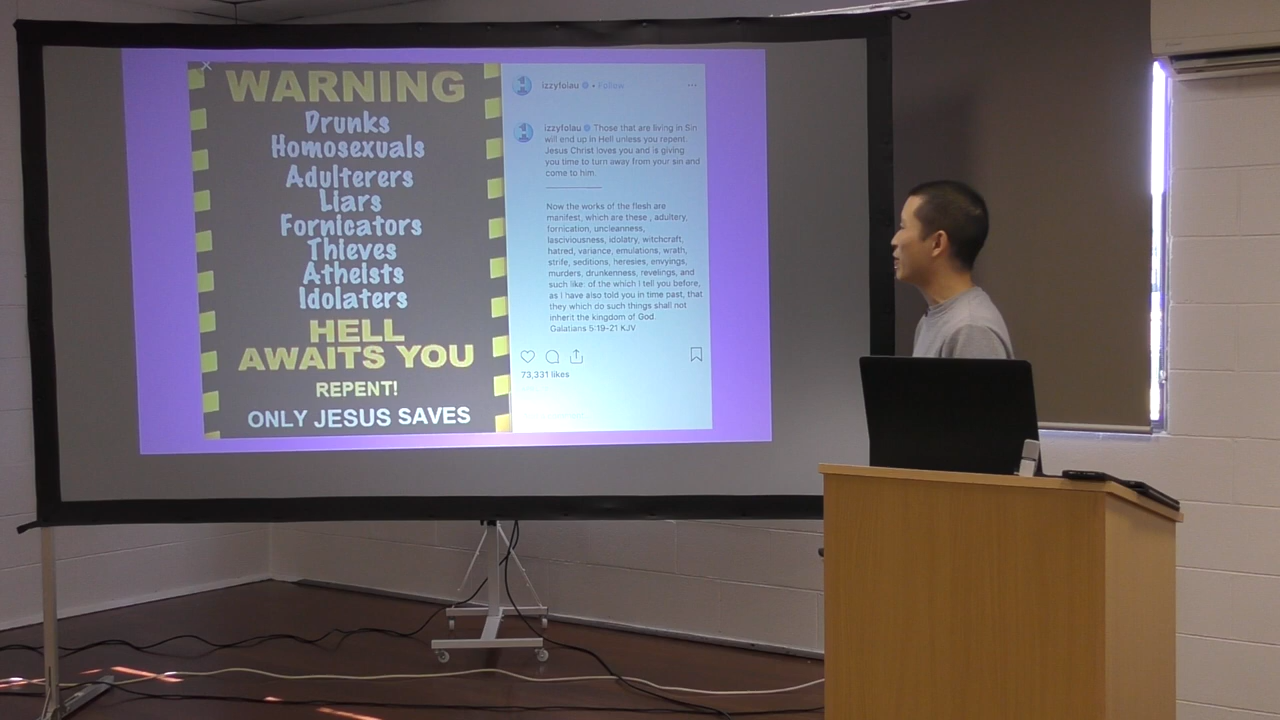 WARNING
Drunks
Homosexuals
Adulterers
Liars
Fornicators
Thieves
Atheists
Idolaters
HELL
AWAITS YOU
REPENT!
ONLY JESUS SAVES
izzyfolau • Follow
izzyfolau Those that are living in Sin
will end up in Hell unless you repent.
Jesus Christ loves you and is giving
you time to turn away from your sin and
come to him.
Now the works of the flesh are
manifest, which are these , adultery,
fornication, uncleanness,
lasciviousness, idolatry, witchcraft,
hatred, variance, emulations, wrath,
strife, seditions, heresies, envyings,
murders, drunkenness, revelings, and
such like: of the which I tell you before,
as I have also told you in time past, that
they which do such things shall not
inherit the kingdom of God.
Galatians 5:19-21 KJV
73,331 likes